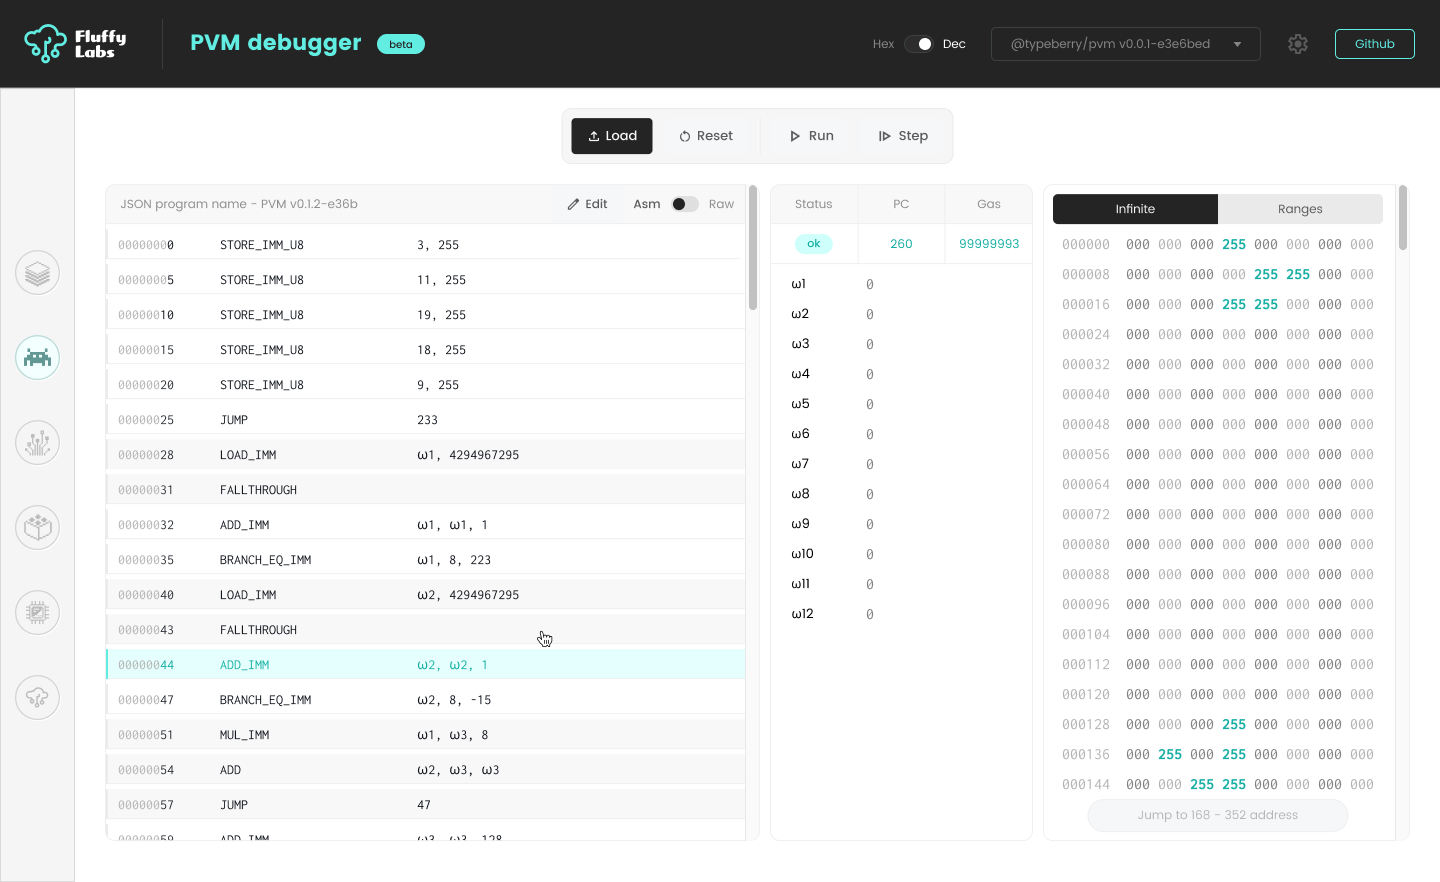 Fluffy Labs
PVM debugger beta
Hex Dec
@typeberry/pvm v0.0.1-e3e6bed
Github
Load Reset Run Step
JSON program name - PVM v0.1.2-e36b Edit Asm Raw
00000000 STORE_IMM_U8 3, 255
00000005 STORE_IMM_U8 11, 255
00000010 STORE_IMM_U8 19, 255
00000015 STORE_IMM_U8 18, 255
00000020 STORE_IMM_U8 9, 255
00000025 JUMP 233
00000028 LOAD_IMM ω1, 4294967295
00000031 FALLTHROUGH
00000032 ADD_IMM ω1, ω1, 1
00000035 BRANCH_EQ_IMM ω1, 8, 223
00000040 LOAD_IMM ω2, 4294967295
00000043 FALLTHROUGH
00000044 ADD_IMM ω2, ω2, 1
00000047 BRANCH_EQ_IMM ω2, 8, -15
00000051 MUL_IMM ω1, ω3, 8
00000054 ADD ω2, ω3, ω3
00000057 JUMP 47
00000059 ADD_IMM ω3, ω3, 128
Status PC Gas
ok 260 99999993
ω1 0
ω2 0
ω3 0
ω4 0
ω5 0
ω6 0
ω7 0
ω8 0
ω9 0
ω10 0
ω11 0
ω12 0
Infinite Ranges
000000 000 000 000 255 000 000 000 000
000008 000 000 000 000 255 255 000 000
000016 000 000 000 255 255 000 000 000
000024 000 000 000 000 000 000 000 000
000032 000 000 000 000 000 000 000 000
000040 000 000 000 000 000 000 000 000
000048 000 000 000 000 000 000 000 000
000056 000 000 000 000 000 000 000 000
000064 000 000 000 000 000 000 000 000
000072 000 000 000 000 000 000 000 000
000080 000 000 000 000 000 000 000 000
000088 000 000 000 000 000 000 000 000
000096 000 000 000 000 000 000 000 000
000104 000 000 000 000 000 000 000 000
000112 000 000 000 000 000 000 000 000
000120 000 000 000 000 000 000 000 000
000128 000 000 000 255 000 000 000 000
000136 000 255 000 255 000 000 000 000
000144 000 000 255 255 000 000 000 000
Jump to 168 - 352 address